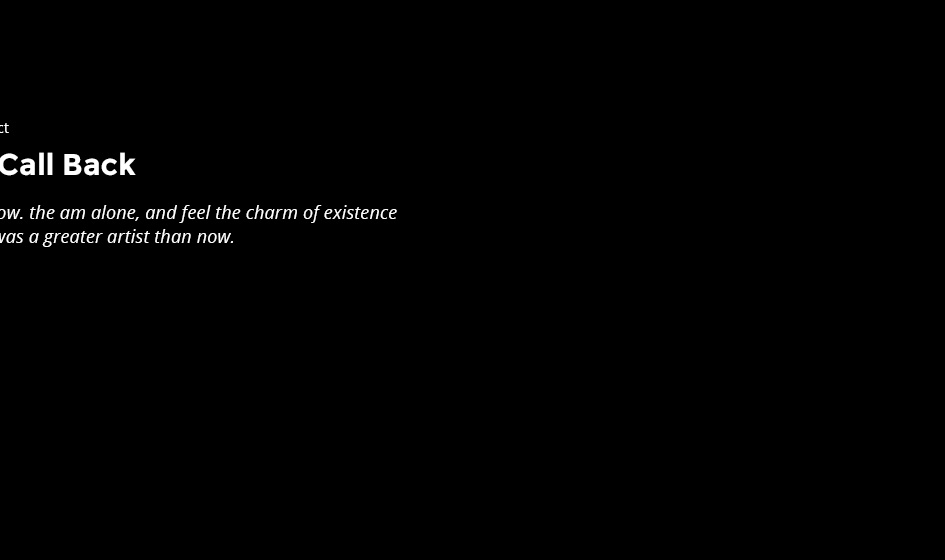 ct
Call Back
ow. the am alone, and feel the charm of existence
was a greater artist than now.